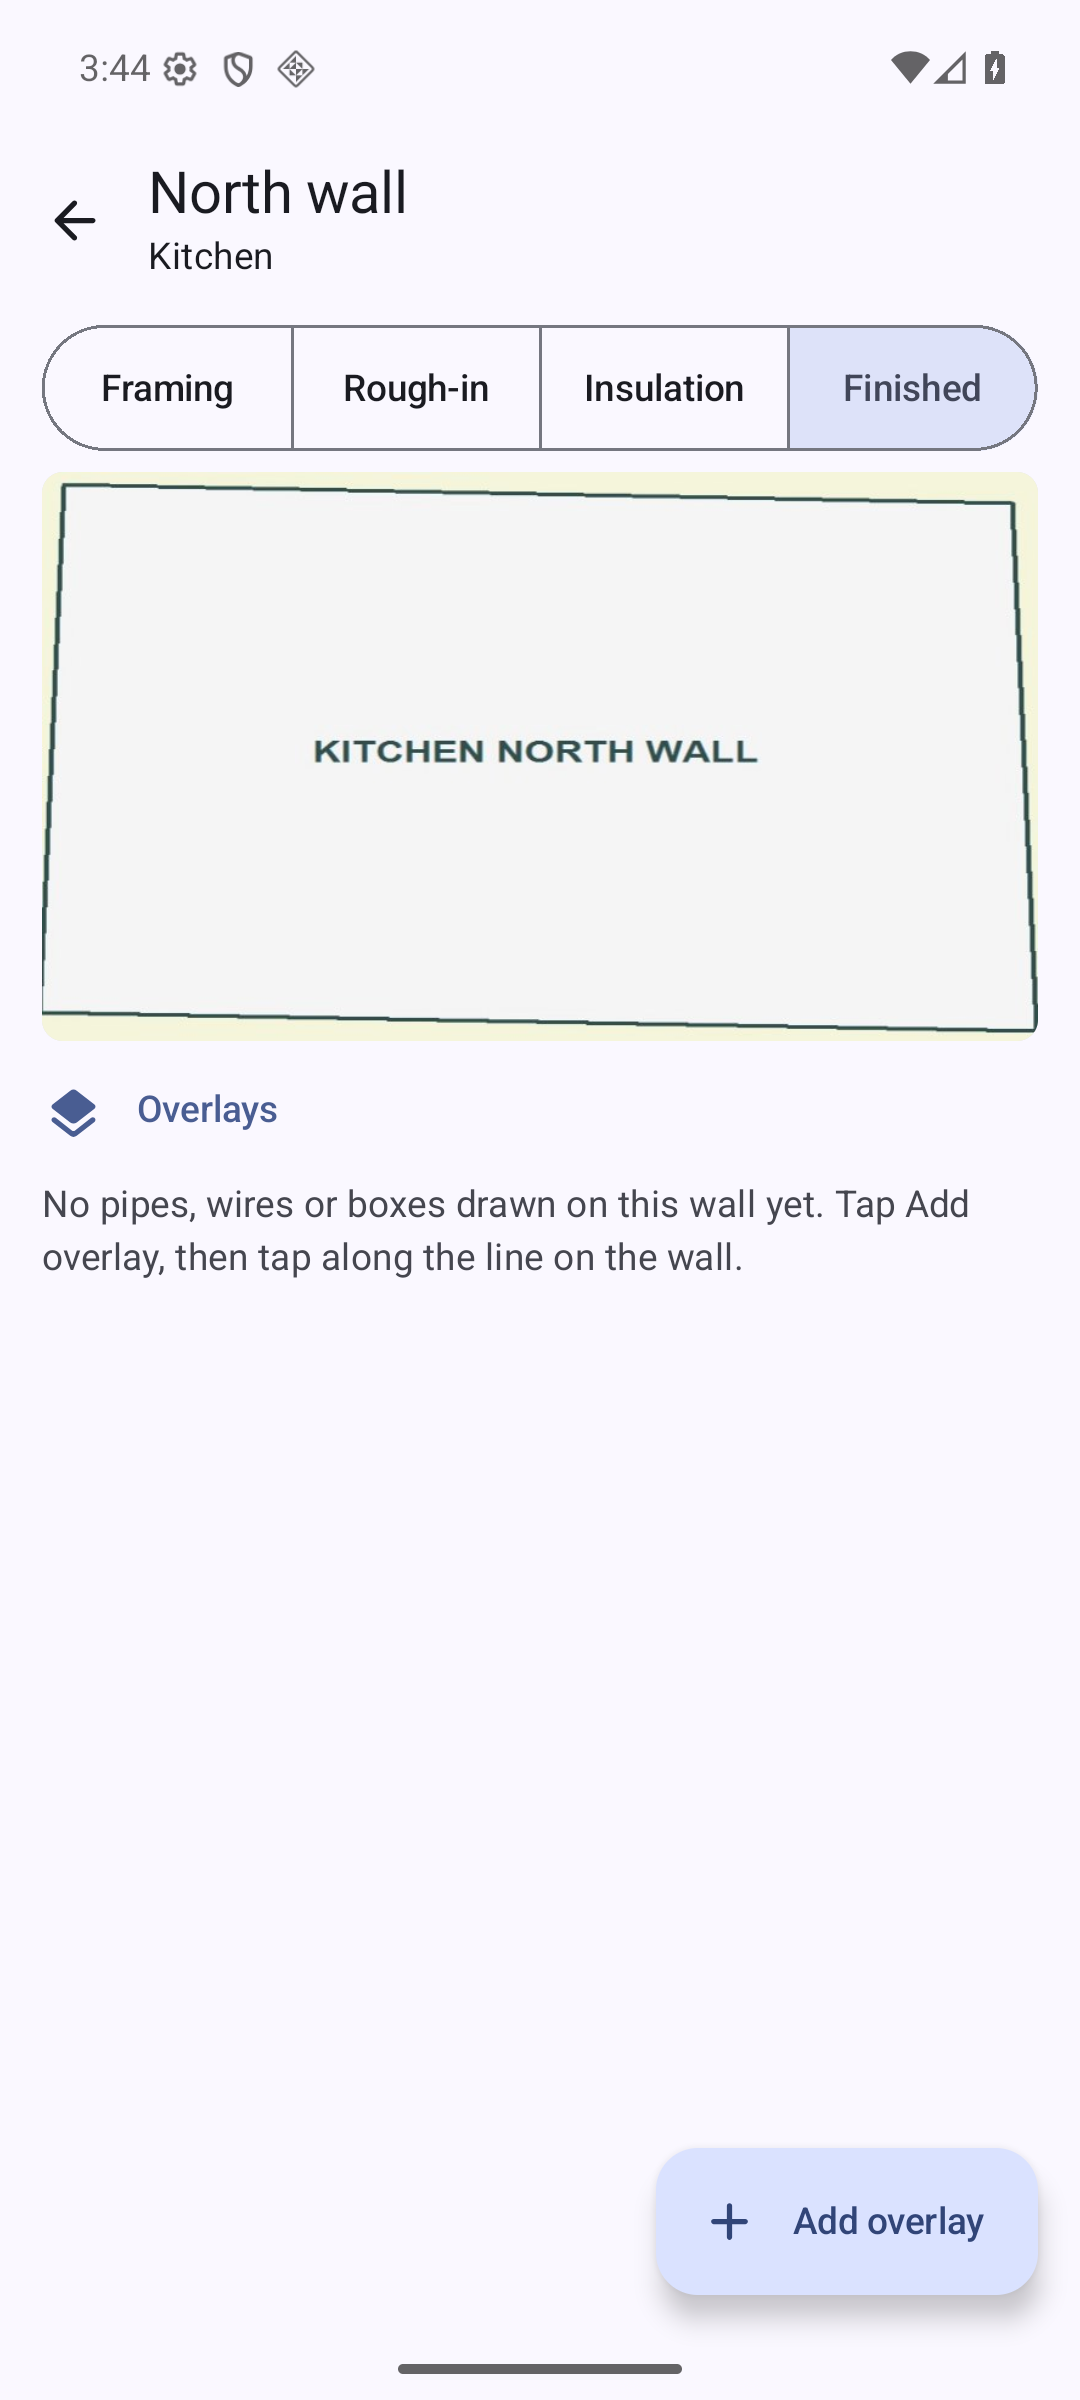 3:44
North wall
Kitchen
Framing
Rough-in
Insulation
Finished
KITCHEN NORTH WALL
Overlays
No pipes, wires or boxes drawn on this wall yet. Tap Add
overlay, then tap along the line on the wall.
Add overlay